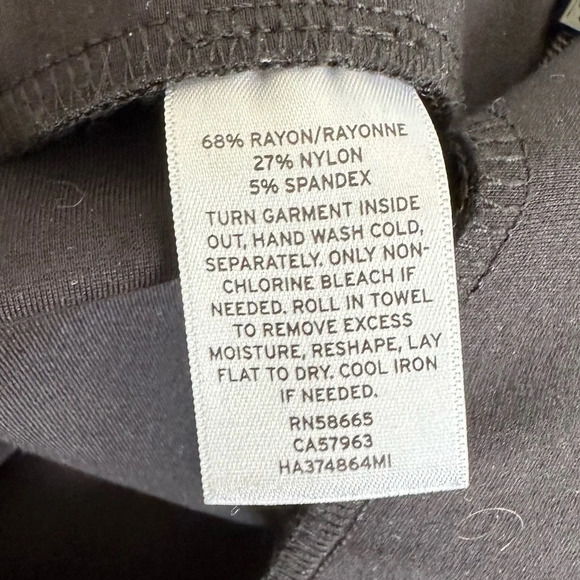 68% RAYON/RAYONNE
27% NYLON
5% SPANDEX
TURN GARMENT INSIDE
OUT, HAND WASH COLD,
SEPARATELY. ONLY NON-
CHLORINE BLEACH IF
NEEDED. ROLL IN TOWEL
TO REMOVE EXCESS
MOISTURE, RESHAPE, LAY
FLAT TO DRY. COOL IRON
IF NEEDED.
RN58665
CA57963
HA374864MI